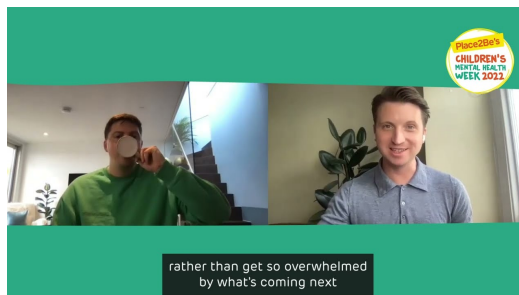 Place2Be's
CHILDREN'S
MENTAL HEALTH
WEEK 2022
rather than get so overwhelmed
by what's coming next